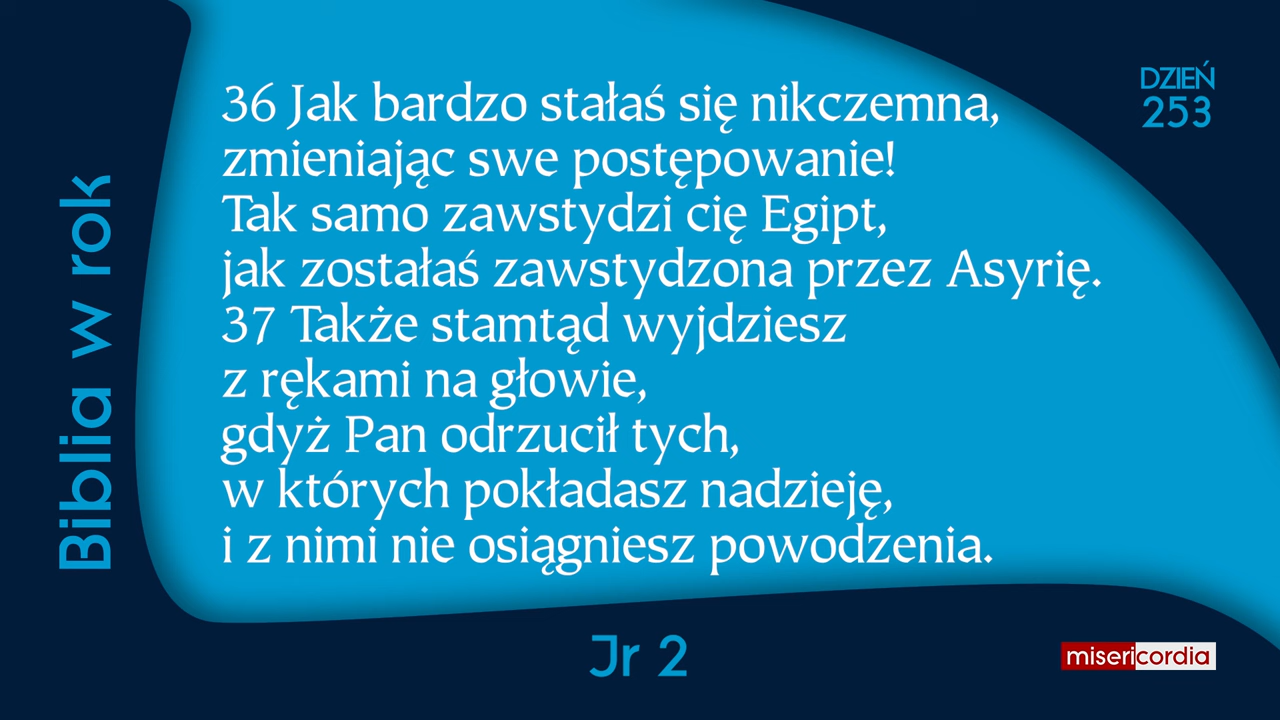 DZIEŃ
253
Biblia w rok
36 Jak bardzo stałaś się nikczemna,
zmieniając swe postępowanie!
Tak samo zawstydzi cię Egipt,
jak zostałaś zawstydzona przez Asyrię.
37 Także stamtąd wyjdziesz
z rękami na głowie,
gdyż Pan odrzucił tych,
w których pokładasz nadzieję,
i z nimi nie osiągniesz powodzenia.
Jr 2
misericordia